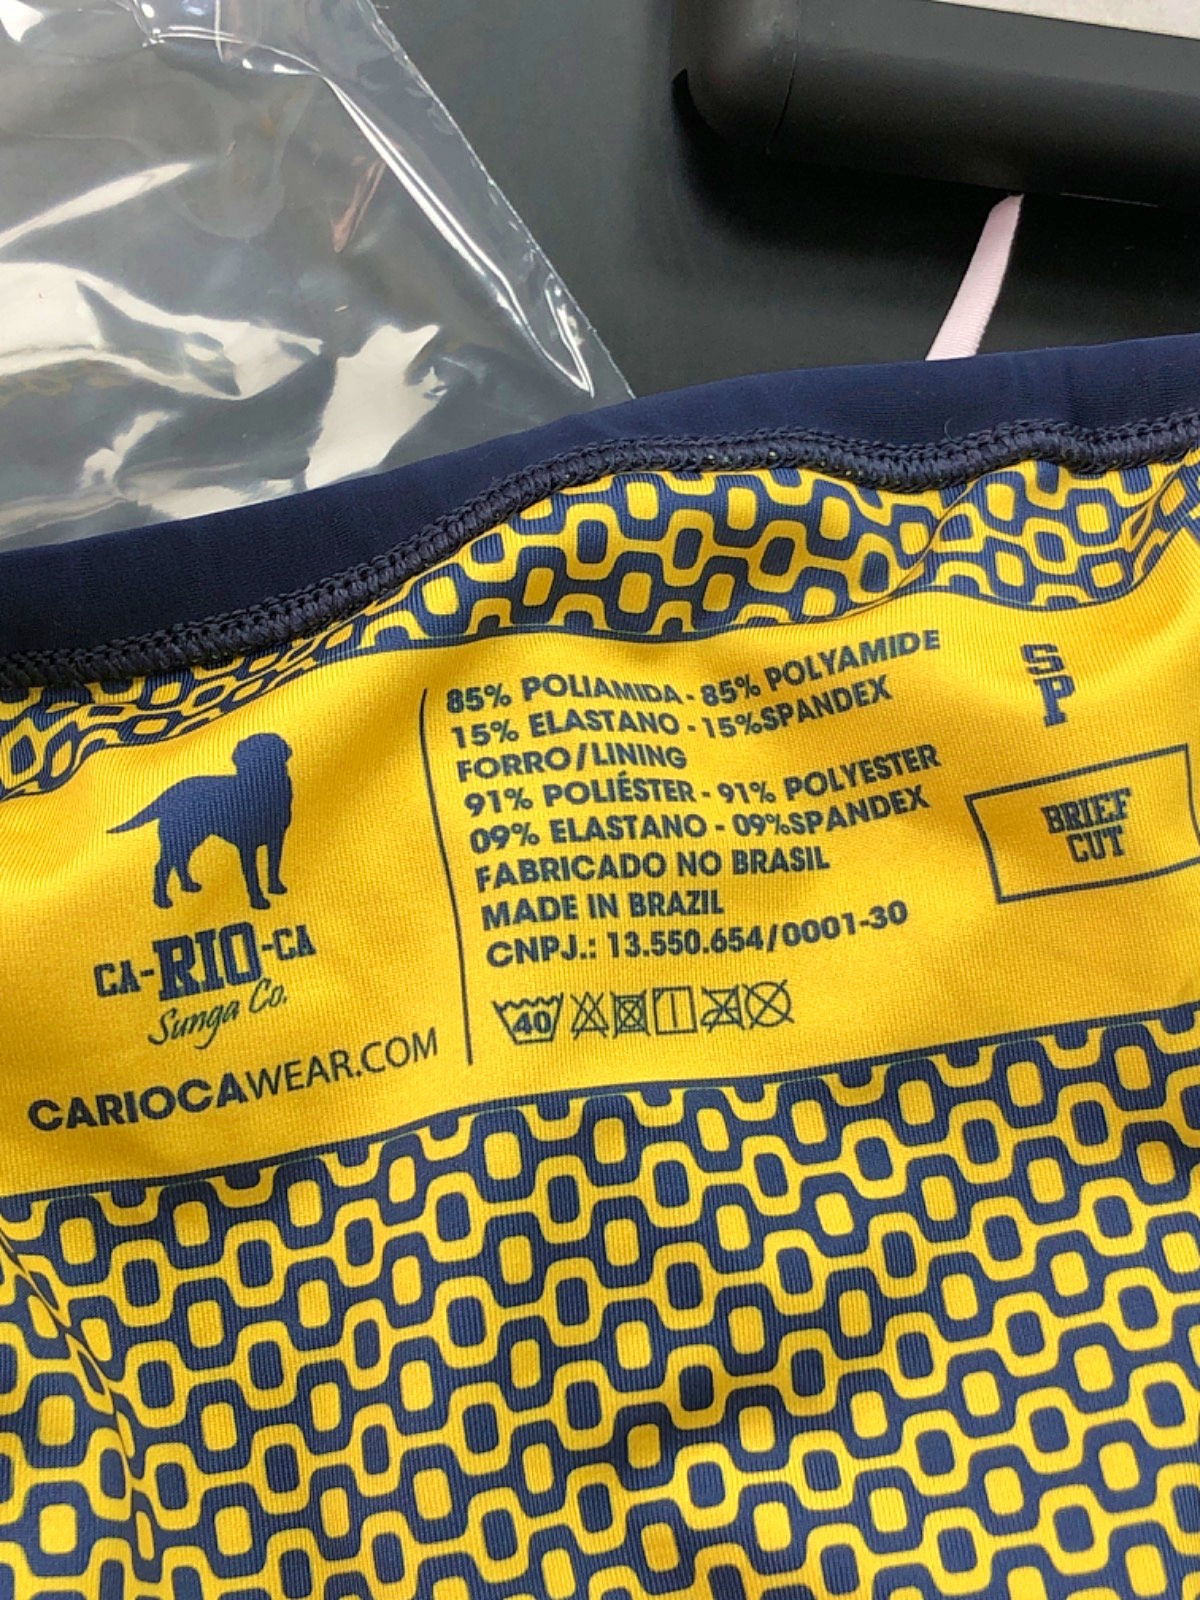 CA-RIO-CA
Sunga Co.
CARIOCAWEAR.COM
85% POLIAMIDA - 85% POLYAMIDE
15% ELASTANO - 15%SPANDEX
FORRO/LINING
91% POLIÉSTER - 91% POLYESTER
09% ELASTANO - 09%SPANDEX
FABRICADO NO BRASIL
MADE IN BRAZIL
CNPJ.: 13.550.654/0001-30
40
S
P
BRIEF
CUT